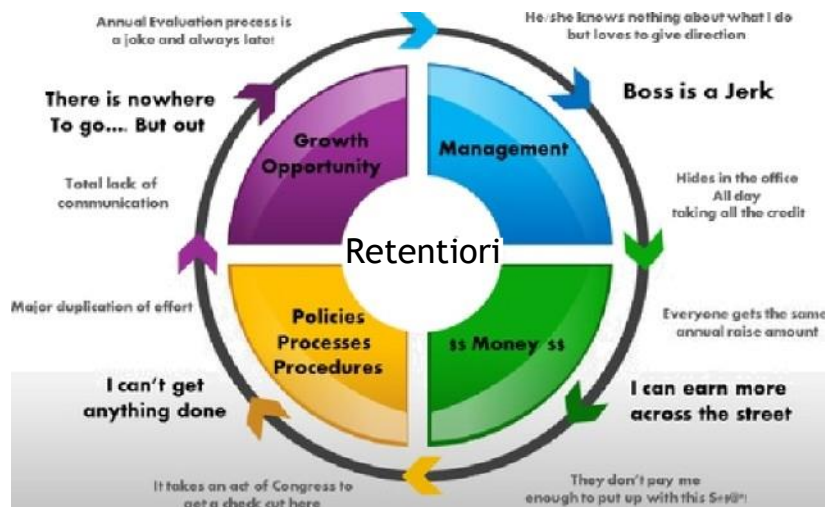 Annual Evaluation process is
a joke and always late!
He/she knows nothing about what I do
but loves to give direction
There is nowhere
To go.... But out
Boss is a Jerk
Growth
Opportunity
Management
Total lack of
communication
Hides in the office
All day
taking all the credit
Retentiori
Major duplication of effort
Everyone gets the same
annual raise amount
Policies
Processes
Procedures
$$ Money $$
I can't get
anything done
I can earn more
across the street
It takes an act of Congress to
get a check cut here
They don't pay me
enough to put up with this S#@*!